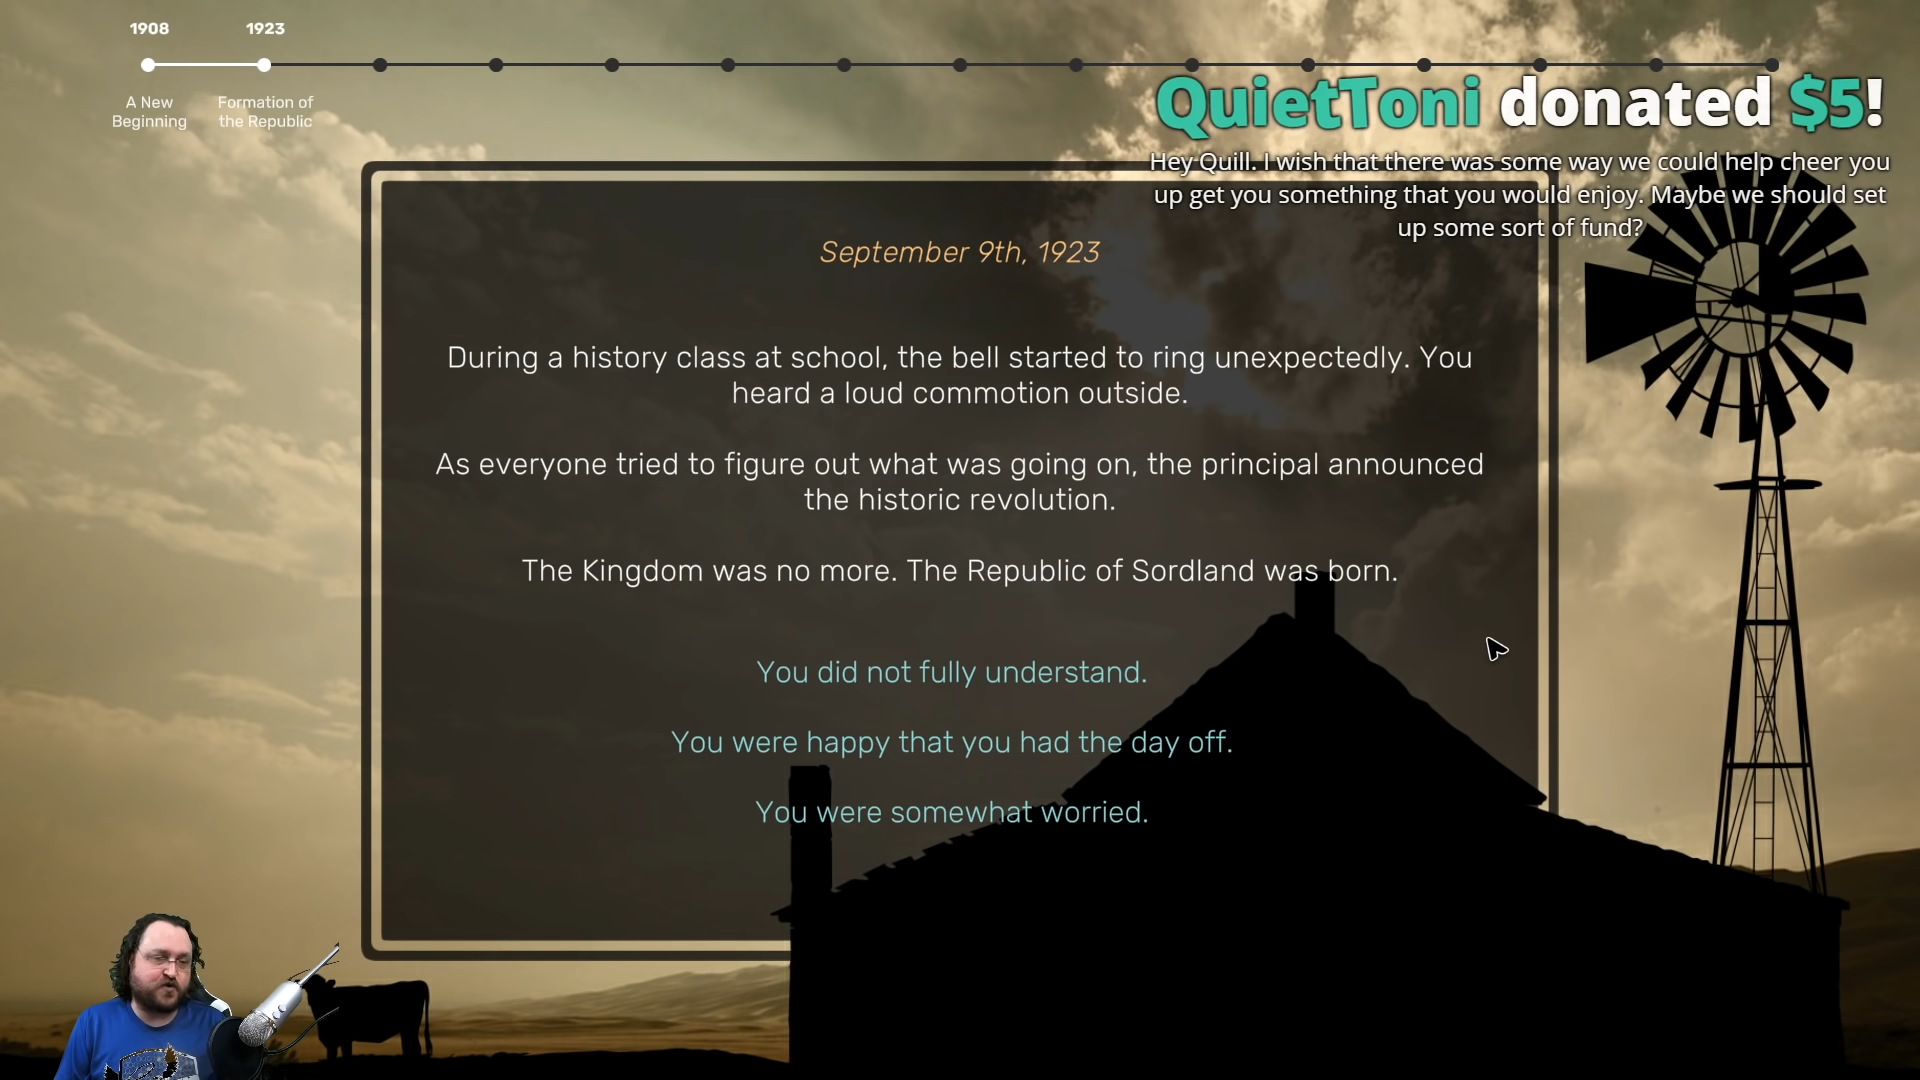 1908
1923
A New
Beginning
Formation of
the Republic
QuietToni donated $5!
Hey Quill. I wish that there was some way we could help cheer you
up get you something that you would enjoy. Maybe we should set
up some sort of fund?
September 9th, 1923
During a history class at school, the bell started to ring unexpectedly. You
heard a loud commotion outside.
As everyone tried to figure out what was going on, the principal announced
the historic revolution.
The Kingdom was no more. The Republic of Sordland was born.
You did not fully understand.
You were happy that you had the day off.
You were somewhat worried.